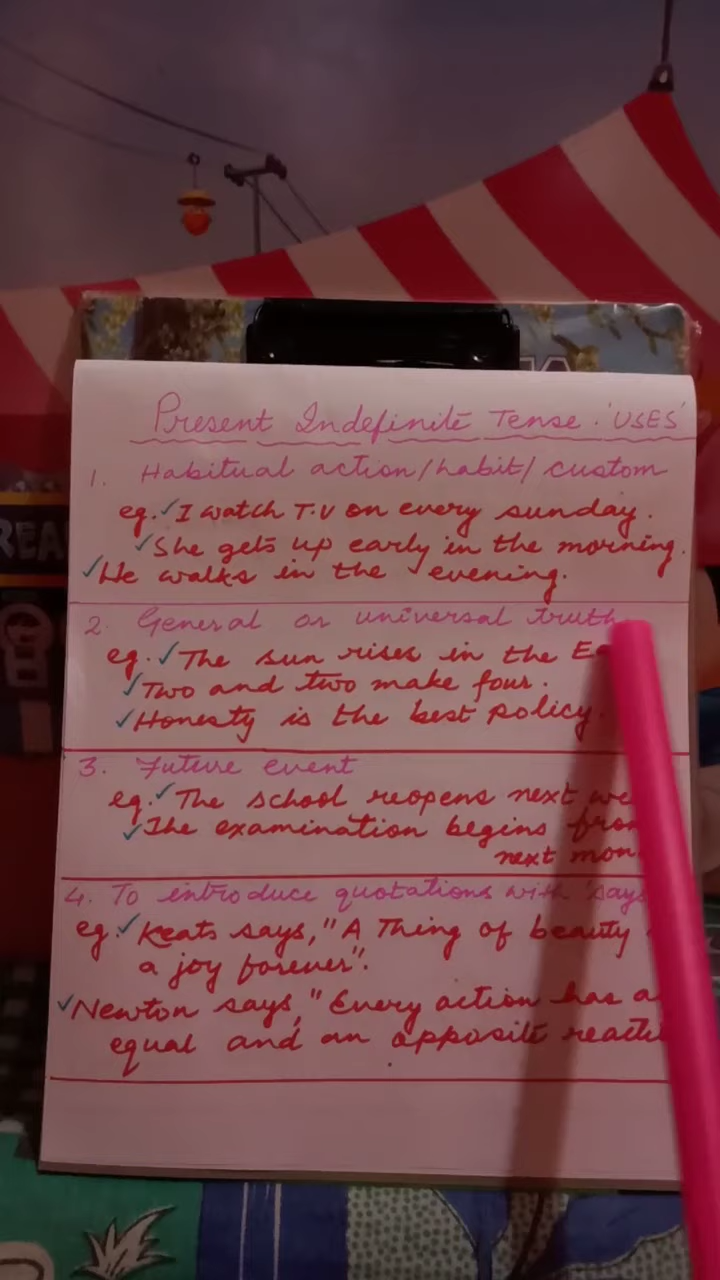 Present Indefinite Tense. 'USES'
1. Habitual action/habit/custom
eg. ✓I watch T.V on every sunday.
✓She gets up early in the morning.
✓He walks in the evening.
2. General or universal truth
eg. ✓The sun rises in the
✓Two and two make four.
✓Honesty is the best policy.
3. Future event
eg. ✓The school reopens next
✓The examination begins
next
4. To introduce quotations with 'says
eg. ✓Keats says, "A Thing of beauty
a joy forever".
✓Newton says, "Every action has
equal and an opposite